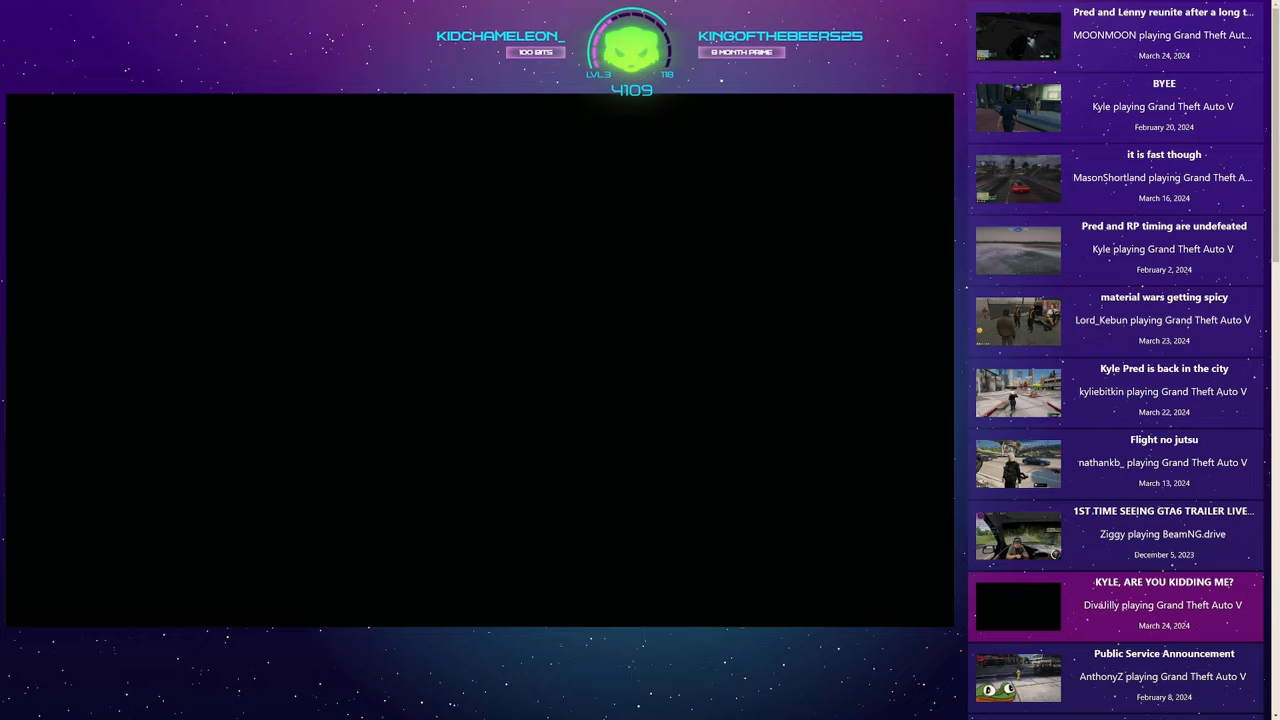 KIDCHAMELEON_
100 BITS
LVL.3
118
4109
KINGOFTHEBEERS25
8 MONTH PRIME
Pred and Lenny reunite after a long t...
MOONMOON playing Grand Theft Aut...
March 24, 2024
BYEE
Kyle playing Grand Theft Auto V
February 20, 2024
it is fast though
MasonShortland playing Grand Theft A...
March 16, 2024
Pred and RP timing are undefeated
Kyle playing Grand Theft Auto V
February 2, 2024
material wars getting spicy
Lord_Kebun playing Grand Theft Auto V
March 23, 2024
Kyle Pred is back in the city
kyliebitkin playing Grand Theft Auto V
March 22, 2024
Flight no jutsu
nathankb_ playing Grand Theft Auto V
March 13, 2024
1ST TIME SEEING GTA6 TRAILER LIVE...
Ziggy playing BeamNG.drive
December 5, 2023
KYLE, ARE YOU KIDDING ME?
DivaJilly playing Grand Theft Auto V
March 24, 2024
Public Service Announcement
AnthonyZ playing Grand Theft Auto V
February 8, 2024